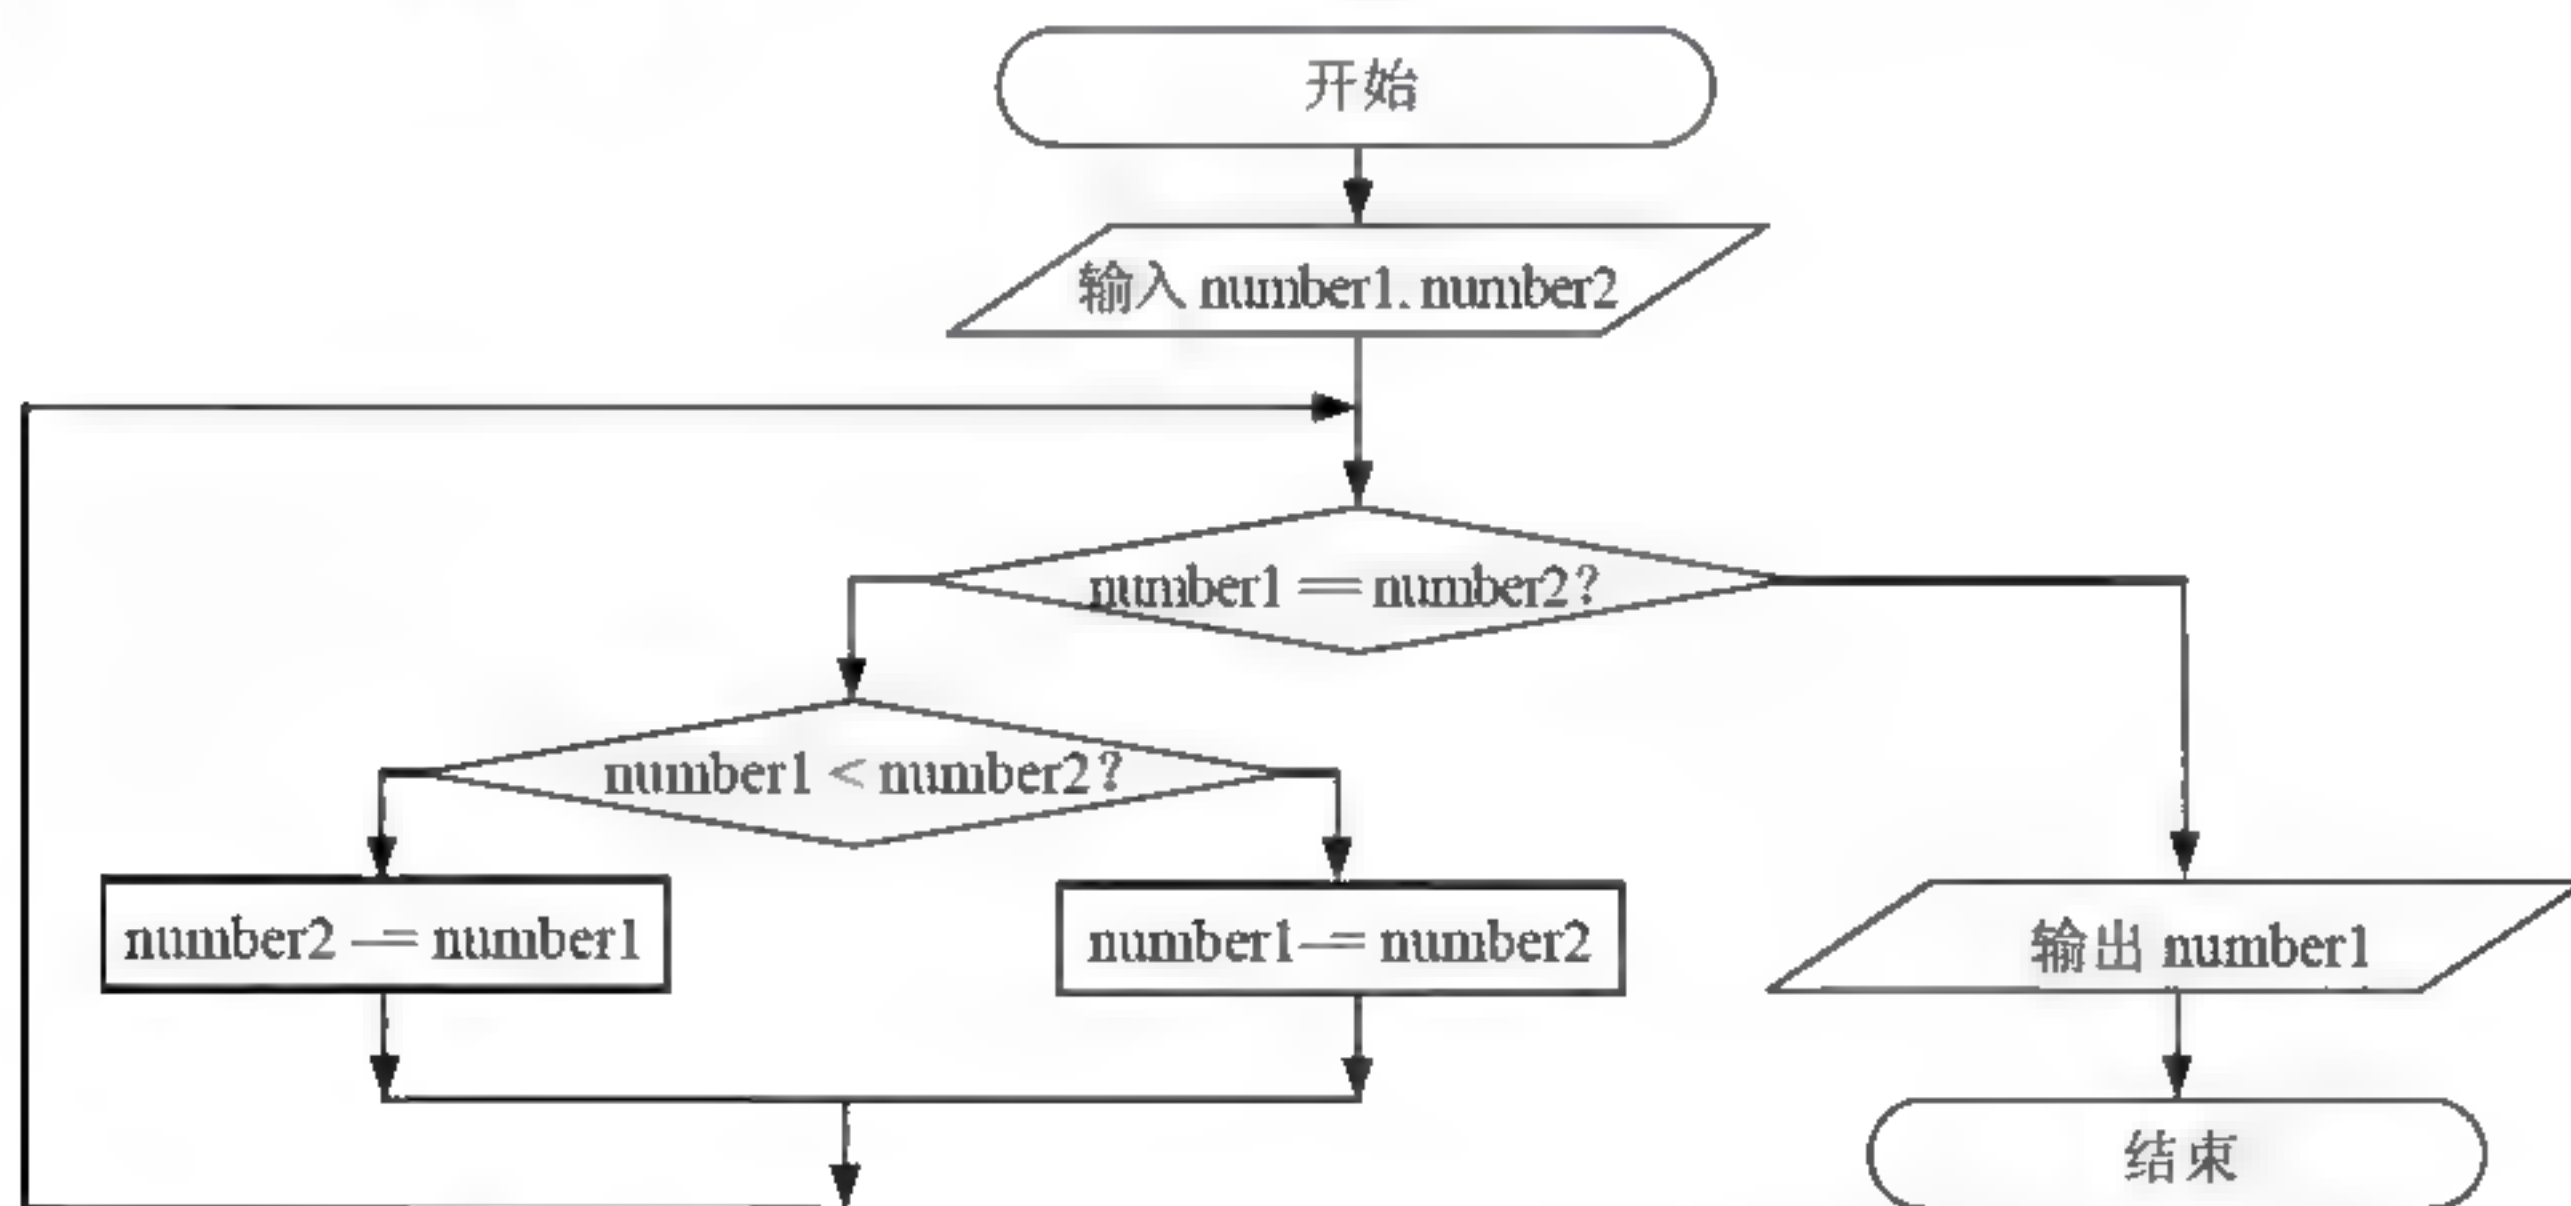 开始
输入 number1. number2
number1 == number2?
number1 < number2?
number2 -= number1
number1-= number2
输出 number1
结束